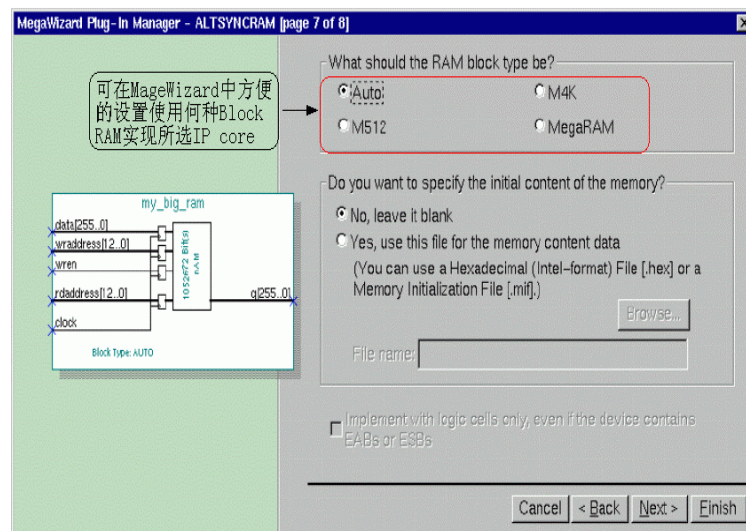 MegaWizard Plug-In Manager - ALTSYNCRAM [page 7 of 8]
可在MageWizard中方便
的设置使用何种Block
RAM实现所选IP core
What should the RAM block type be?
Auto
M4K
M512
MegaRAM
my_big_ram
data[255..0]
wraddress[12..0]
wren
rdaddress[12..0]
clock
q[255..0]
RAM
Block Type: AUTO
Do you want to specify the initial content of the memory?
No, leave it blank
Yes, use this file for the memory content data
(You can use a Hexadecimal (Intel-format) File [.hex] or a
Memory Initialization File [.mif].)
Browse...
File name:
Implement with logic cells only, even if the device contains
EABs or ESBs
Cancel
< Back
Next >
Finish